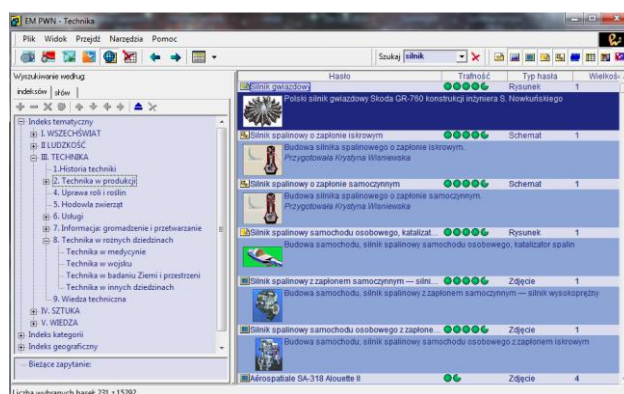 EM PWN - Technika
Plik Widok Przejdź Narzędzia Pomoc
Szukaj silnik
Wyszukiwanie według:
indeksów słów
Indeks tematyczny
I. WSZECHŚWIAT
II LUDZKOŚĆ
III. TECHNIKA
1.Historia techniki
2. Technika w produkcji
4. Uprawa roli i roślin
5. Hodowla zwierząt
6. Usługi
7. Informacja: gromadzenie i przetwarzanie
8. Technika w roznych dziedzinach
Technika w medycynie
Technika w wojsku
Technika w badaniu Ziemi i przestrzeni
Technika w innych dziedzinach
9. Wiedza techniczna
IV. SZTUKA
V. WIEDZA
Indeks kategorii
Indeks geograficzny
Bieżące zapytanie:
Liczba wybranych haseł: 231 z 15292
Hasło Trafność Typ hasła Wielkość
Silnik gwiazdowy Rysunek 1
Polski silnik gwiazdowy Skoda GR-760 konstrukcji inżyniera S. Nowkuńskiego
Silnik spalinowy o zapłonie iskrowym Schemat 1
Budowa silnika spalinowego o zapłonie iskrowym.
Przygotowała Krystyna Wisniewska
Silnik spalinowy o zapłonie samoczynnym Schemat 1
Budowa silnika spalinowego o zapłonie samoczynnym.
Przygotowała Krystyna Wisniewska
Silnik spalinowy samochodu osobowego, katalizat... Rysunek 1
Budowa samochodu, silnik spalinowy samochodu osobowego, katalizator spalin
Silnik spalinowy z zapłonem samoczynnym — silni... Zdjęcie 1
Budowa samochodu, silnik spalinowy z zapłonem samoczynnym — silnik wysokoprężny
Silnik spalinowy samochodu osobowego z zapłone... Zdjęcie 1
Budowa samochodu, silnik spalinowy samochodu osobowego z zapłonem iskrowym
Aérospatiale SA-318 Alouette II Zdjęcie 4